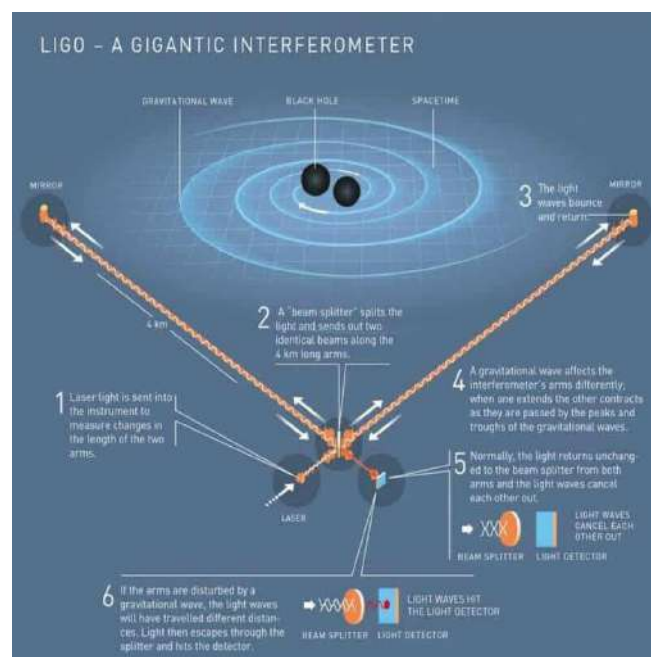 LIGO – A GIGANTIC INTERFEROMETER
GRAVITATIONAL WAVE
BLACK HOLE
SPACETIME
MIRROR
MIRROR
3 The light
waves bounce
and return.
4 km
2 A "beam splitter" splits the
light and sends out two
identical beams along the
4 km long arms.
1 Laser light is sent into
the instrument to
measure changes in
the length of the two
arms.
4 A gravitational wave affects the
interferometer's arms differently;
when one extends the other contracts
as they are passed by the peaks and
troughs of the gravitational waves.
LASER
5 Normally, the light returns unchang-
ed to the beam splitter from both
arms and the light waves cancel
each other out.
LIGHT WAVES
CANCEL EACH
OTHER OUT
BEAM SPLITTER
LIGHT DETECTOR
6 If the arms are disturbed by a
gravitational wave, the light waves
will have travelled different distan-
ces. Light then escapes through the
splitter and hits the detector.
LIGHT WAVES HIT
THE LIGHT DETECTOR
BEAM SPLITTER
LIGHT DETECTOR